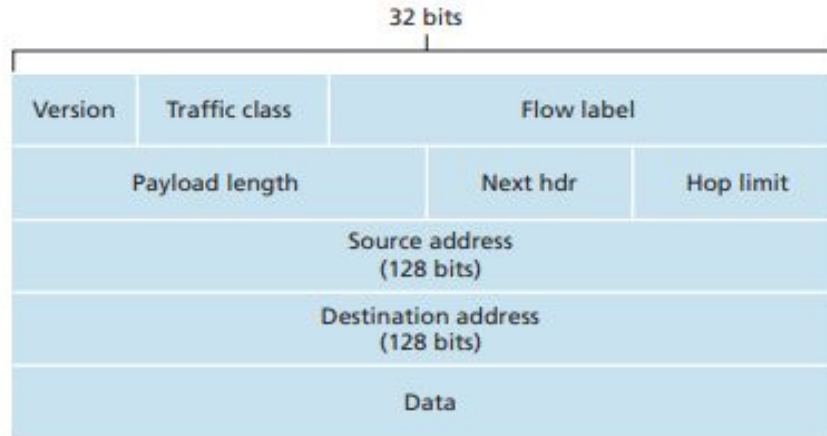 32 bits
Version Traffic class Flow label
Payload length Next hdr Hop limit
Source address
(128 bits)
Destination address
(128 bits)
Data